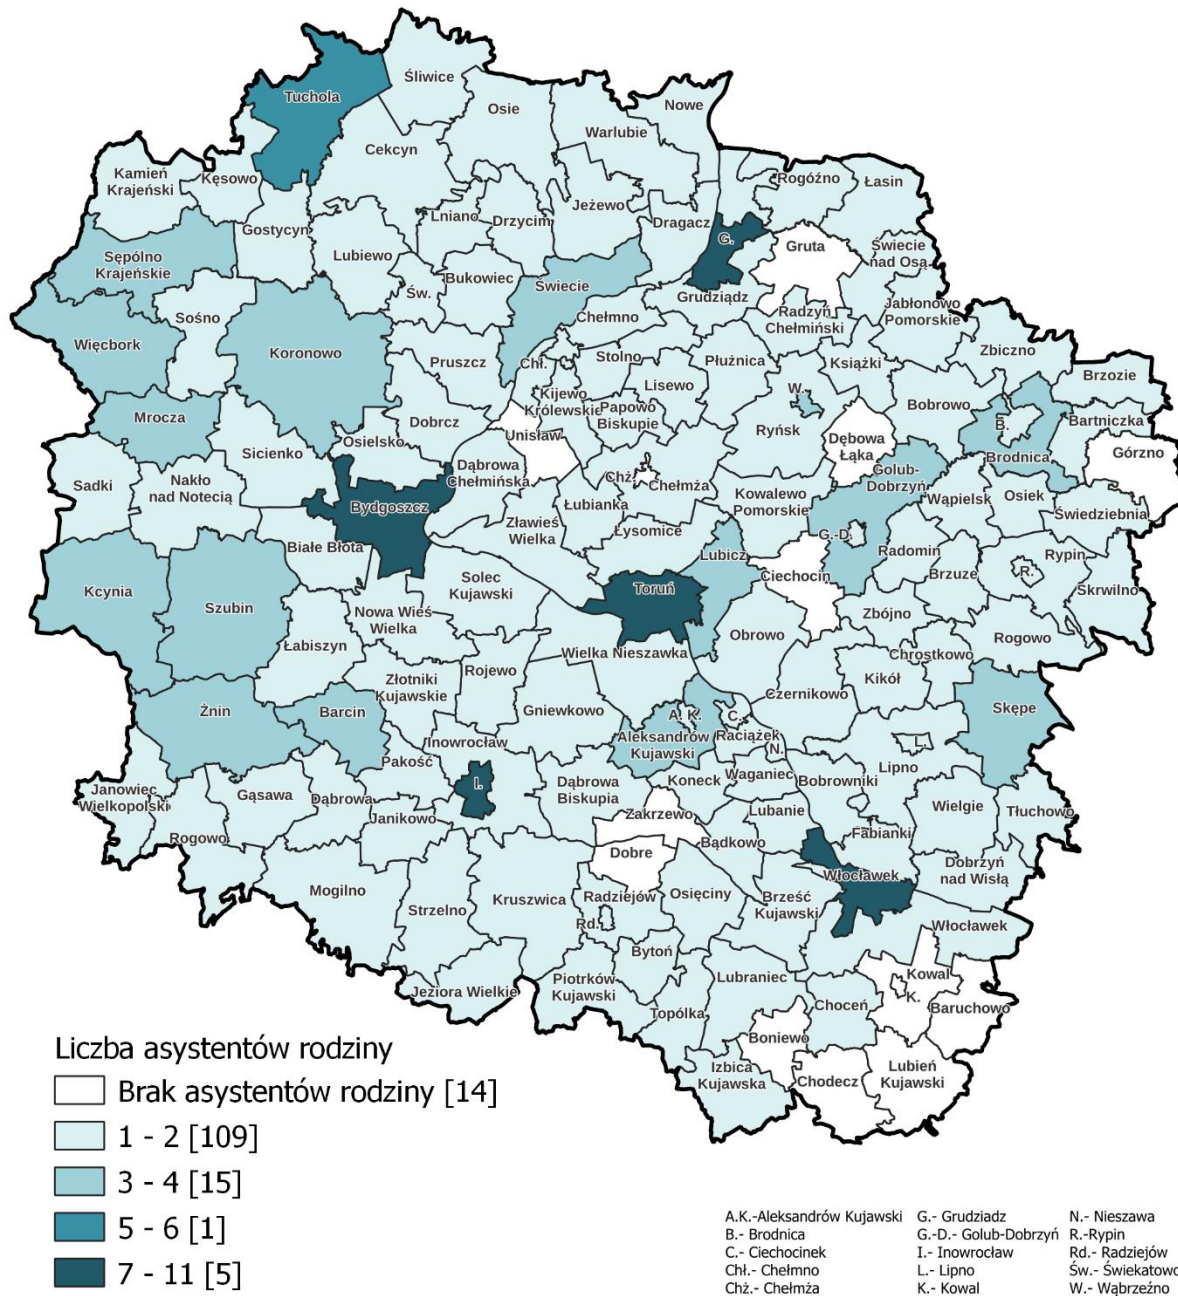 Tuchola
Śliwice
Osie
Nowe
Warlubie
Cekcyn
Kamień
Krajeński
Kęsowo
Rogóźno
Łasin
Jeżewo
Lniano
Drzycim
Dragacz
Gostycyn
G.
Gruta
Świecie
nad Osą
Sępólno
Krajeńskie
Lubiewo
Bukowiec
Św.
Świecie
Grudziądz
Jabłonowo
Pomorskie
Sośno
Chełmno
Radzyń
Chełmiński
Więcbork
Koronowo
Pruszcz
Chł.
Stolno
Płużnica
Książki
Zbiczno
Brzozie
Kijewo
Królewskie
Lisewo
W.
Bobrowo
Mrocza
Dobrcz
Papowo
Biskupie
B.
Bartniczka
Osielsko
Unisław
Ryńsk
Dębowa
Łąka
Brodnica
Górzno
Sicienko
Dąbrowa
Chełmińska
Golub-
Dobrzyń
Sadki
Nakło
nad Notecią
Chż.
Chełmża
Wąpielsk
Osiek
Bydgoszcz
Łubianka
Kowalewo
Pomorskie
Świedziebnia
Zławieś
Wielka
Łysomice
G.-D.
Białe Błota
Lubicz
Radomin
Rypin
Kcynia
Solec
Kujawski
Ciechocin
Brzuze
R.
Szubin
Toruń
Skrwilno
Nowa Wieś
Wielka
Zbójno
Łabiszyn
Obrowo
Rogowo
Wielka Nieszawka
Chrostkowo
Złotniki
Kujawskie
Rojewo
Czernikowo
Kikół
Żnin
Barcin
Gniewkowo
A. K.
C.
Skępe
Aleksandrów
Kujawski
Raciążek
Inowrocław
N.
L.
Pakość
Lipno
Janowiec
Wielkopolski
Gąsawa
Dąbrowa
I.
Dąbrowa
Biskupia
Koneck
Waganiec
Bobrowniki
Janikowo
Zakrzewo
Lubanie
Wielgie
Tłuchowo
Rogowo
Bądkowo
Fabianki
Dobre
Dobrzyń
nad Wisłą
Włocławek
Mogilno
Strzelno
Kruszwica
Radziejów
Osięciny
Brześć
Kujawski
Rd.
Włocławek
Bytoń
Piotrków
Kujawski
Lubraniec
Kowal
Jeziora Wielkie
K.
Topólka
Choceń
Baruchowo
Boniewo
Izbica
Kujawska
Chodecz
Lubień
Kujawski
Liczba asystentów rodziny
Brak asystentów rodziny [14]
1 - 2 [109]
3 - 4 [15]
5 - 6 [1]
7 - 11 [5]
A.K.-Aleksandrów Kujawski
B.- Brodnica
C.- Ciechocinek
Chł.- Chełmno
Chż.- Chełmża
G.- Grudziadz
G.-D.- Golub-Dobrzyń
I.- Inowrocław
L.- Lipno
K.- Kowal
N.- Nieszawa
R.-Rypin
Rd.- Radziejów
Św.- Świekatowo
W.- Wąbrzeźno